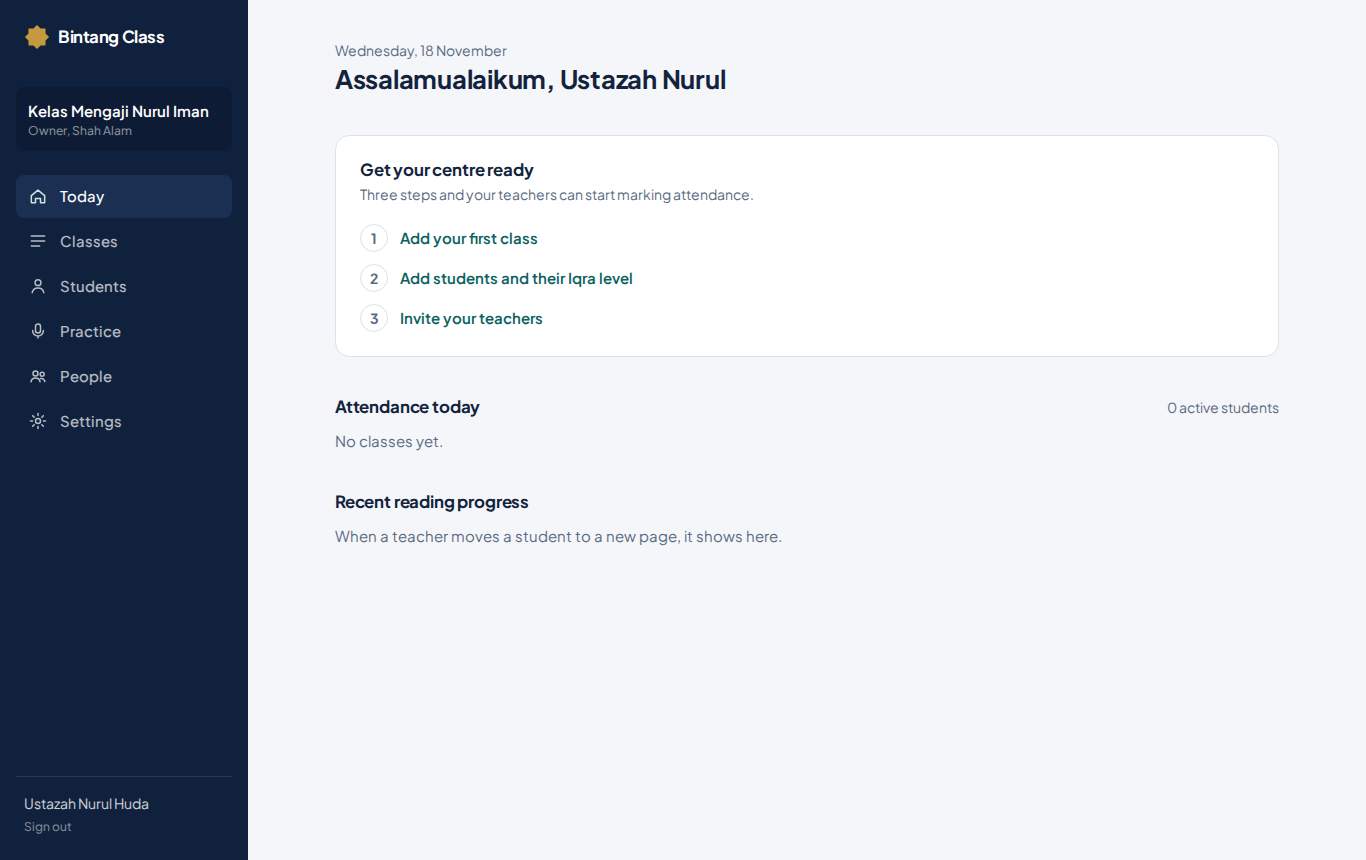 Bintang Class
Kelas Mengaji Nurul Iman
Owner, Shah Alam
Today
Classes
Students
Practice
People
Settings
Ustazah Nurul Huda
Sign out
Wednesday, 18 November
Assalamualaikum, Ustazah Nurul
Get your centre ready
Three steps and your teachers can start marking attendance.
1 Add your first class
2 Add students and their Iqra level
3 Invite your teachers
Attendance today 0 active students
No classes yet.
Recent reading progress
When a teacher moves a student to a new page, it shows here.